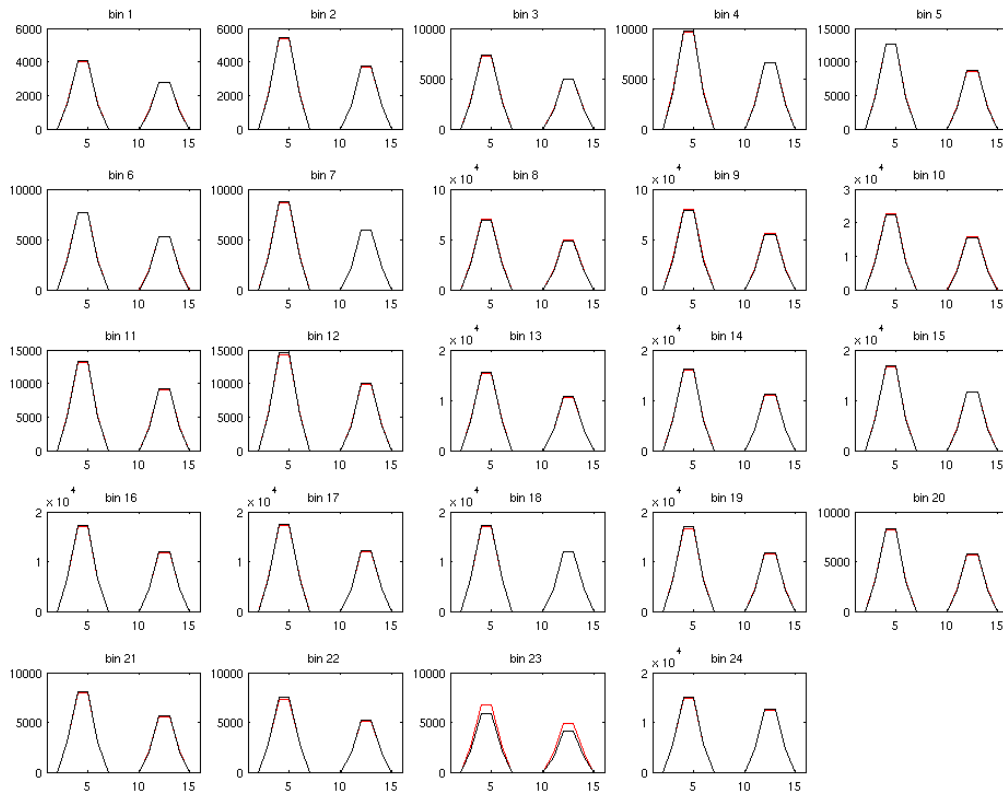 bin 1 bin 2 bin 3 bin 4 bin 5
6000 6000 10000 10000 15000
4000 4000 10000
5000 5000
2000 2000 5000
0 0 0 0 0
5 10 15 5 10 15 5 10 15 5 10 15 5 10 15
bin 6 bin 7 x 10 4 bin 8 x 10 4 bin 9 x 10 4 bin 10
10000 10000 10 10 3
2
5000 5000 5 5
1
0 0 0 0 0
5 10 15 5 10 15 5 10 15 5 10 15 5 10 15
bin 11 bin 12 x 10 4 bin 13 x 10 4 bin 14 x 10 4 bin 15
15000 15000 2 2 2
10000 10000
1 1 1
5000 5000
0 0 0 0 0
5 10 15 5 10 15 5 10 15 5 10 15 5 10 15
x 10 4 bin 16 x 10 4 bin 17 x 10 4 bin 18 x 10 4 bin 19 bin 20
2 2 2 2 10000
1 1 1 1 5000
0 0 0 0 0
5 10 15 5 10 15 5 10 15 5 10 15 5 10 15
bin 21 bin 22 bin 23 x 10 4 bin 24
10000 10000 10000 2
5000 5000 5000 1
0 0 0 0
5 10 15 5 10 15 5 10 15 5 10 15